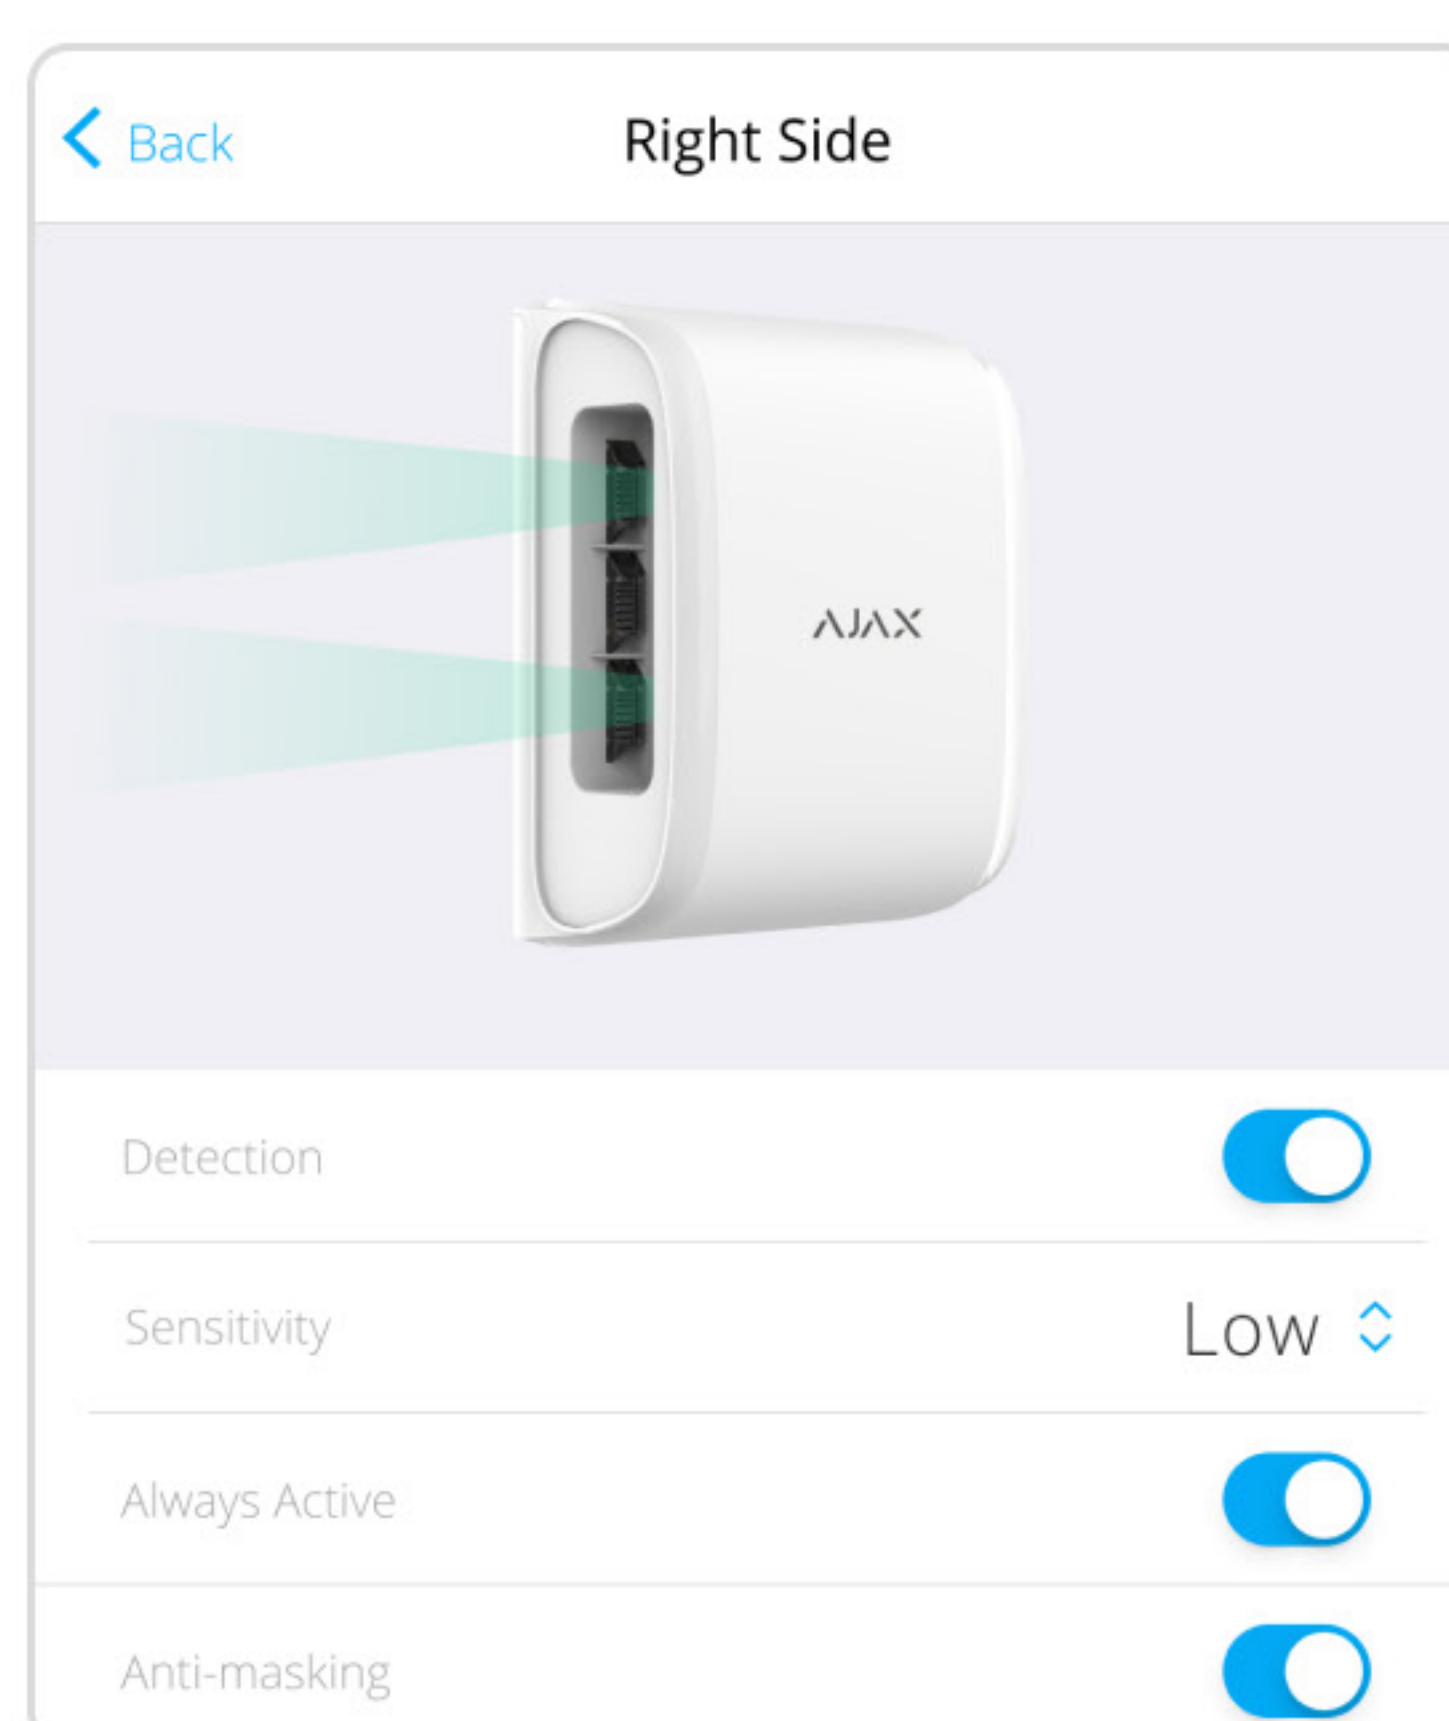 Back
Right Side
AJAX
Detection
Sensitivity
Low
Always Active
Anti-masking